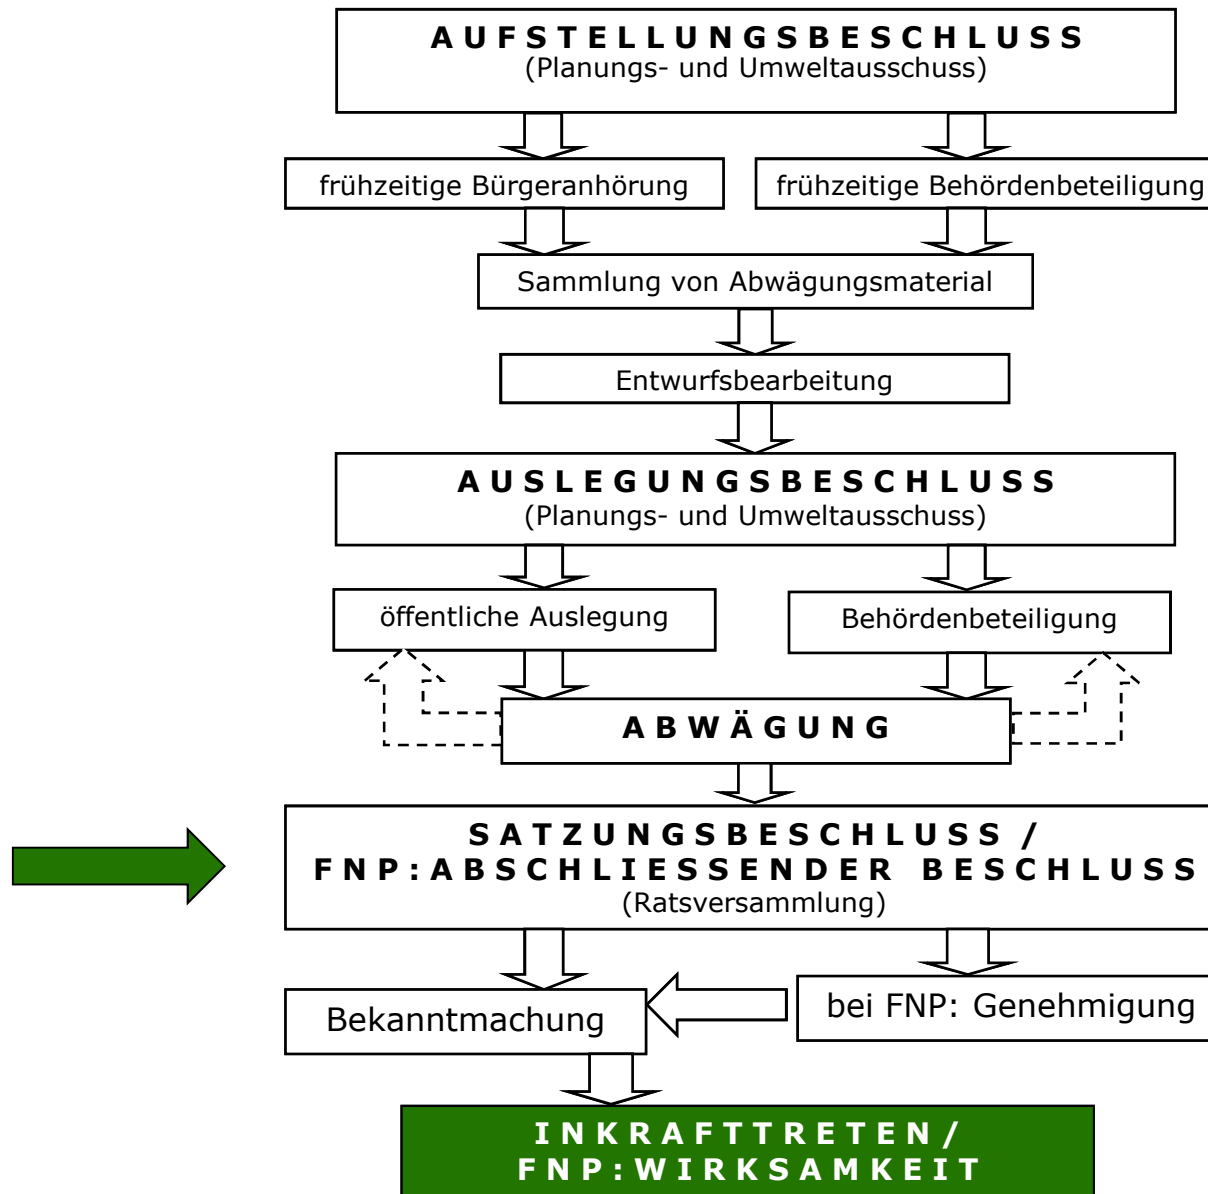 AUFSTELLUNGSBESCHLUSS
(Planungs- und Umweltausschuss)
frühzeitige Bürgeranhörung
frühzeitige Behördenbeteiligung
Sammlung von Abwägungsmaterial
Entwurfsbearbeitung
AUSLEGUNGSBESCHLUSS
(Planungs- und Umweltausschuss)
öffentliche Auslegung
Behördenbeteiligung
ABWÄGUNG
SATZUNGSBESCHLUSS /
FNP:ABSCHLIESSENDER BESCHLUSS
(Ratsversammlung)
Bekanntmachung
bei FNP: Genehmigung
INKRAFTTRETEN/
FNP:WIRKSAMKEIT